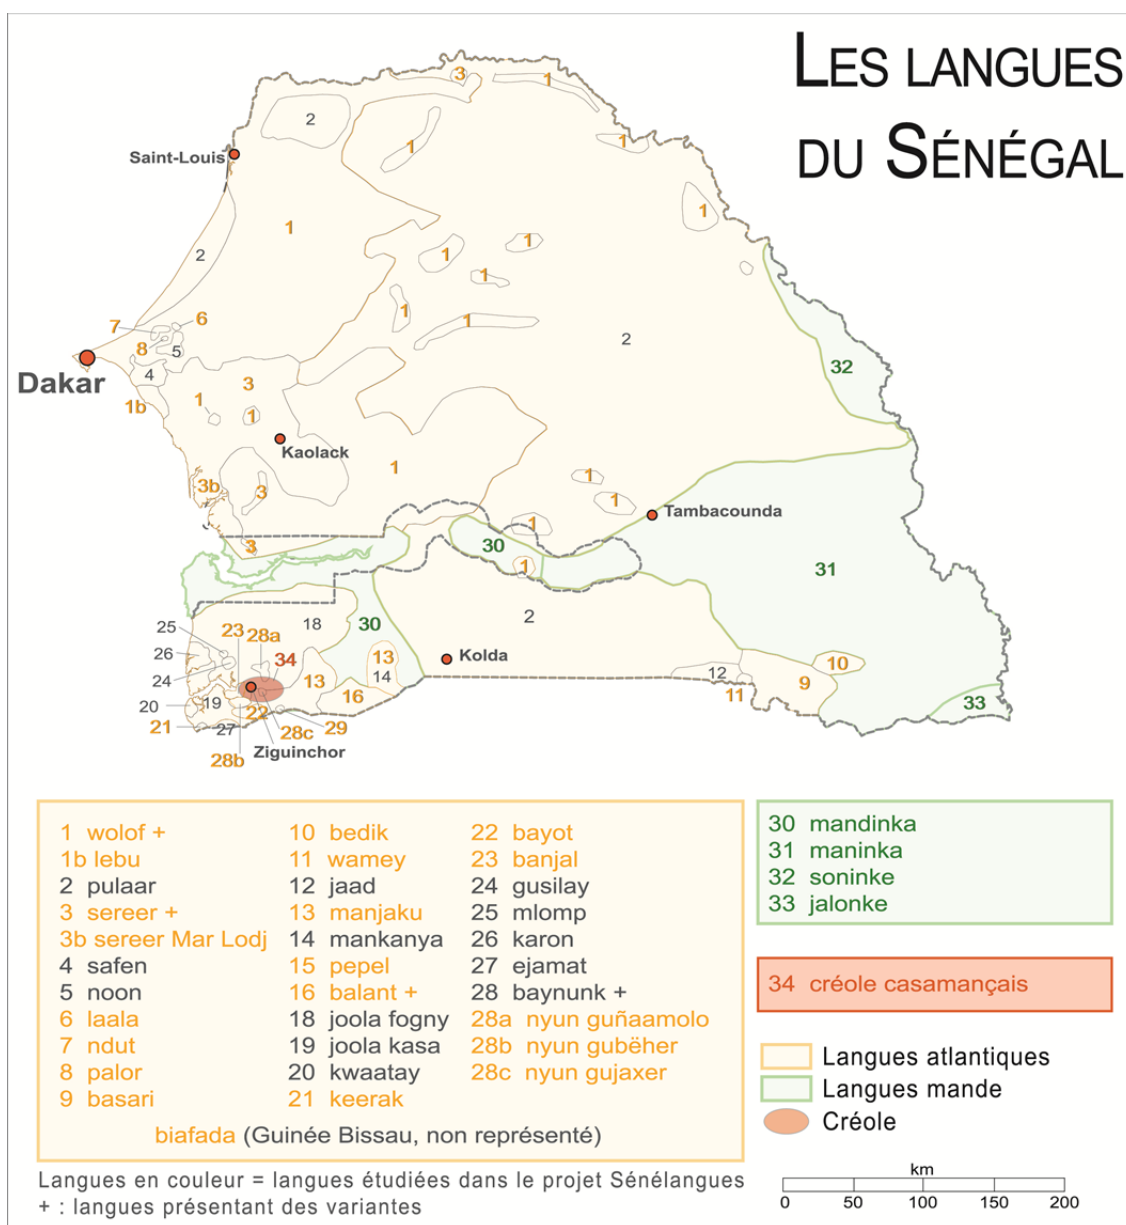 LES LANGUES
DU SÉNÉGAL
3
1
2
1
1
Saint-Louis
1
1
2
1
1
1
1
7
6
1
8
5
2
Dakar
4
32
3
1b
1
1
Kaolack
1
3b
3
1
1
Tambacounda
1
3
30
1
31
2
25
23
28a
18
30
26
34
13
Kolda
24
13
14
12
10
20
19
16
11
9
21
27
22
28c
29
33
28b
Ziguinchor
1 wolof +
1b lebu
2 pulaar
3 sereer +
3b sereer Mar Lodj
4 safen
5 noon
6 laala
7 ndut
8 palor
9 basari
10 bedik
11 wamey
12 jaad
13 manjaku
14 mankanya
15 pepel
16 balant +
18 joola fogny
19 joola kasa
20 kwaatay
21 keerak
22 bayot
23 banjal
24 gusilay
25 mlomp
26 karon
27 ejamat
28 baynunk +
28a nyun guñaamolo
28b nyun gubëher
28c nyun gujaxer
biafada (Guinée Bissau, non représenté)
30 mandinka
31 maninka
32 soninke
33 jalonke
34 créole casamançais
Langues atlantiques
Langues mande
Créole
Langues en couleur = langues étudiées dans le projet Sénélangues
+ : langues présentant des variantes
km
0 50 100 150 200